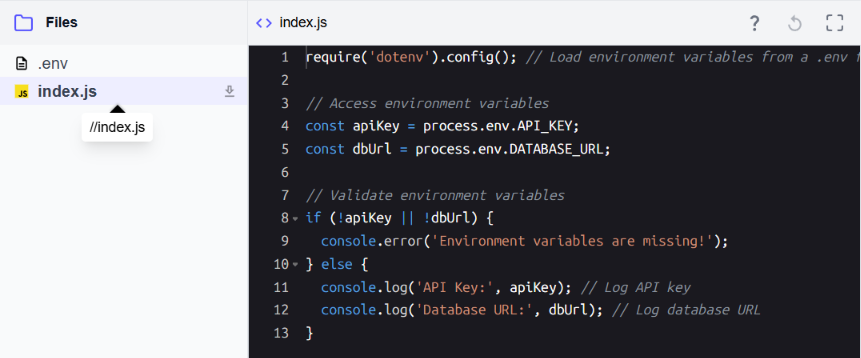 Files
index.js
.env
JS index.js
//index.js
1 require('dotenv').config(); // Load environment variables from a .env
2
3 // Access environment variables
4 const apiKey = process.env.API_KEY;
5 const dbUrl = process.env.DATABASE_URL;
6
7 // Validate environment variables
8 if (!apiKey || !dbUrl) {
9 console.error('Environment variables are missing!');
10 } else {
11 console.log('API Key:', apiKey); // Log API key
12 console.log('Database URL:', dbUrl); // Log database URL
13 }